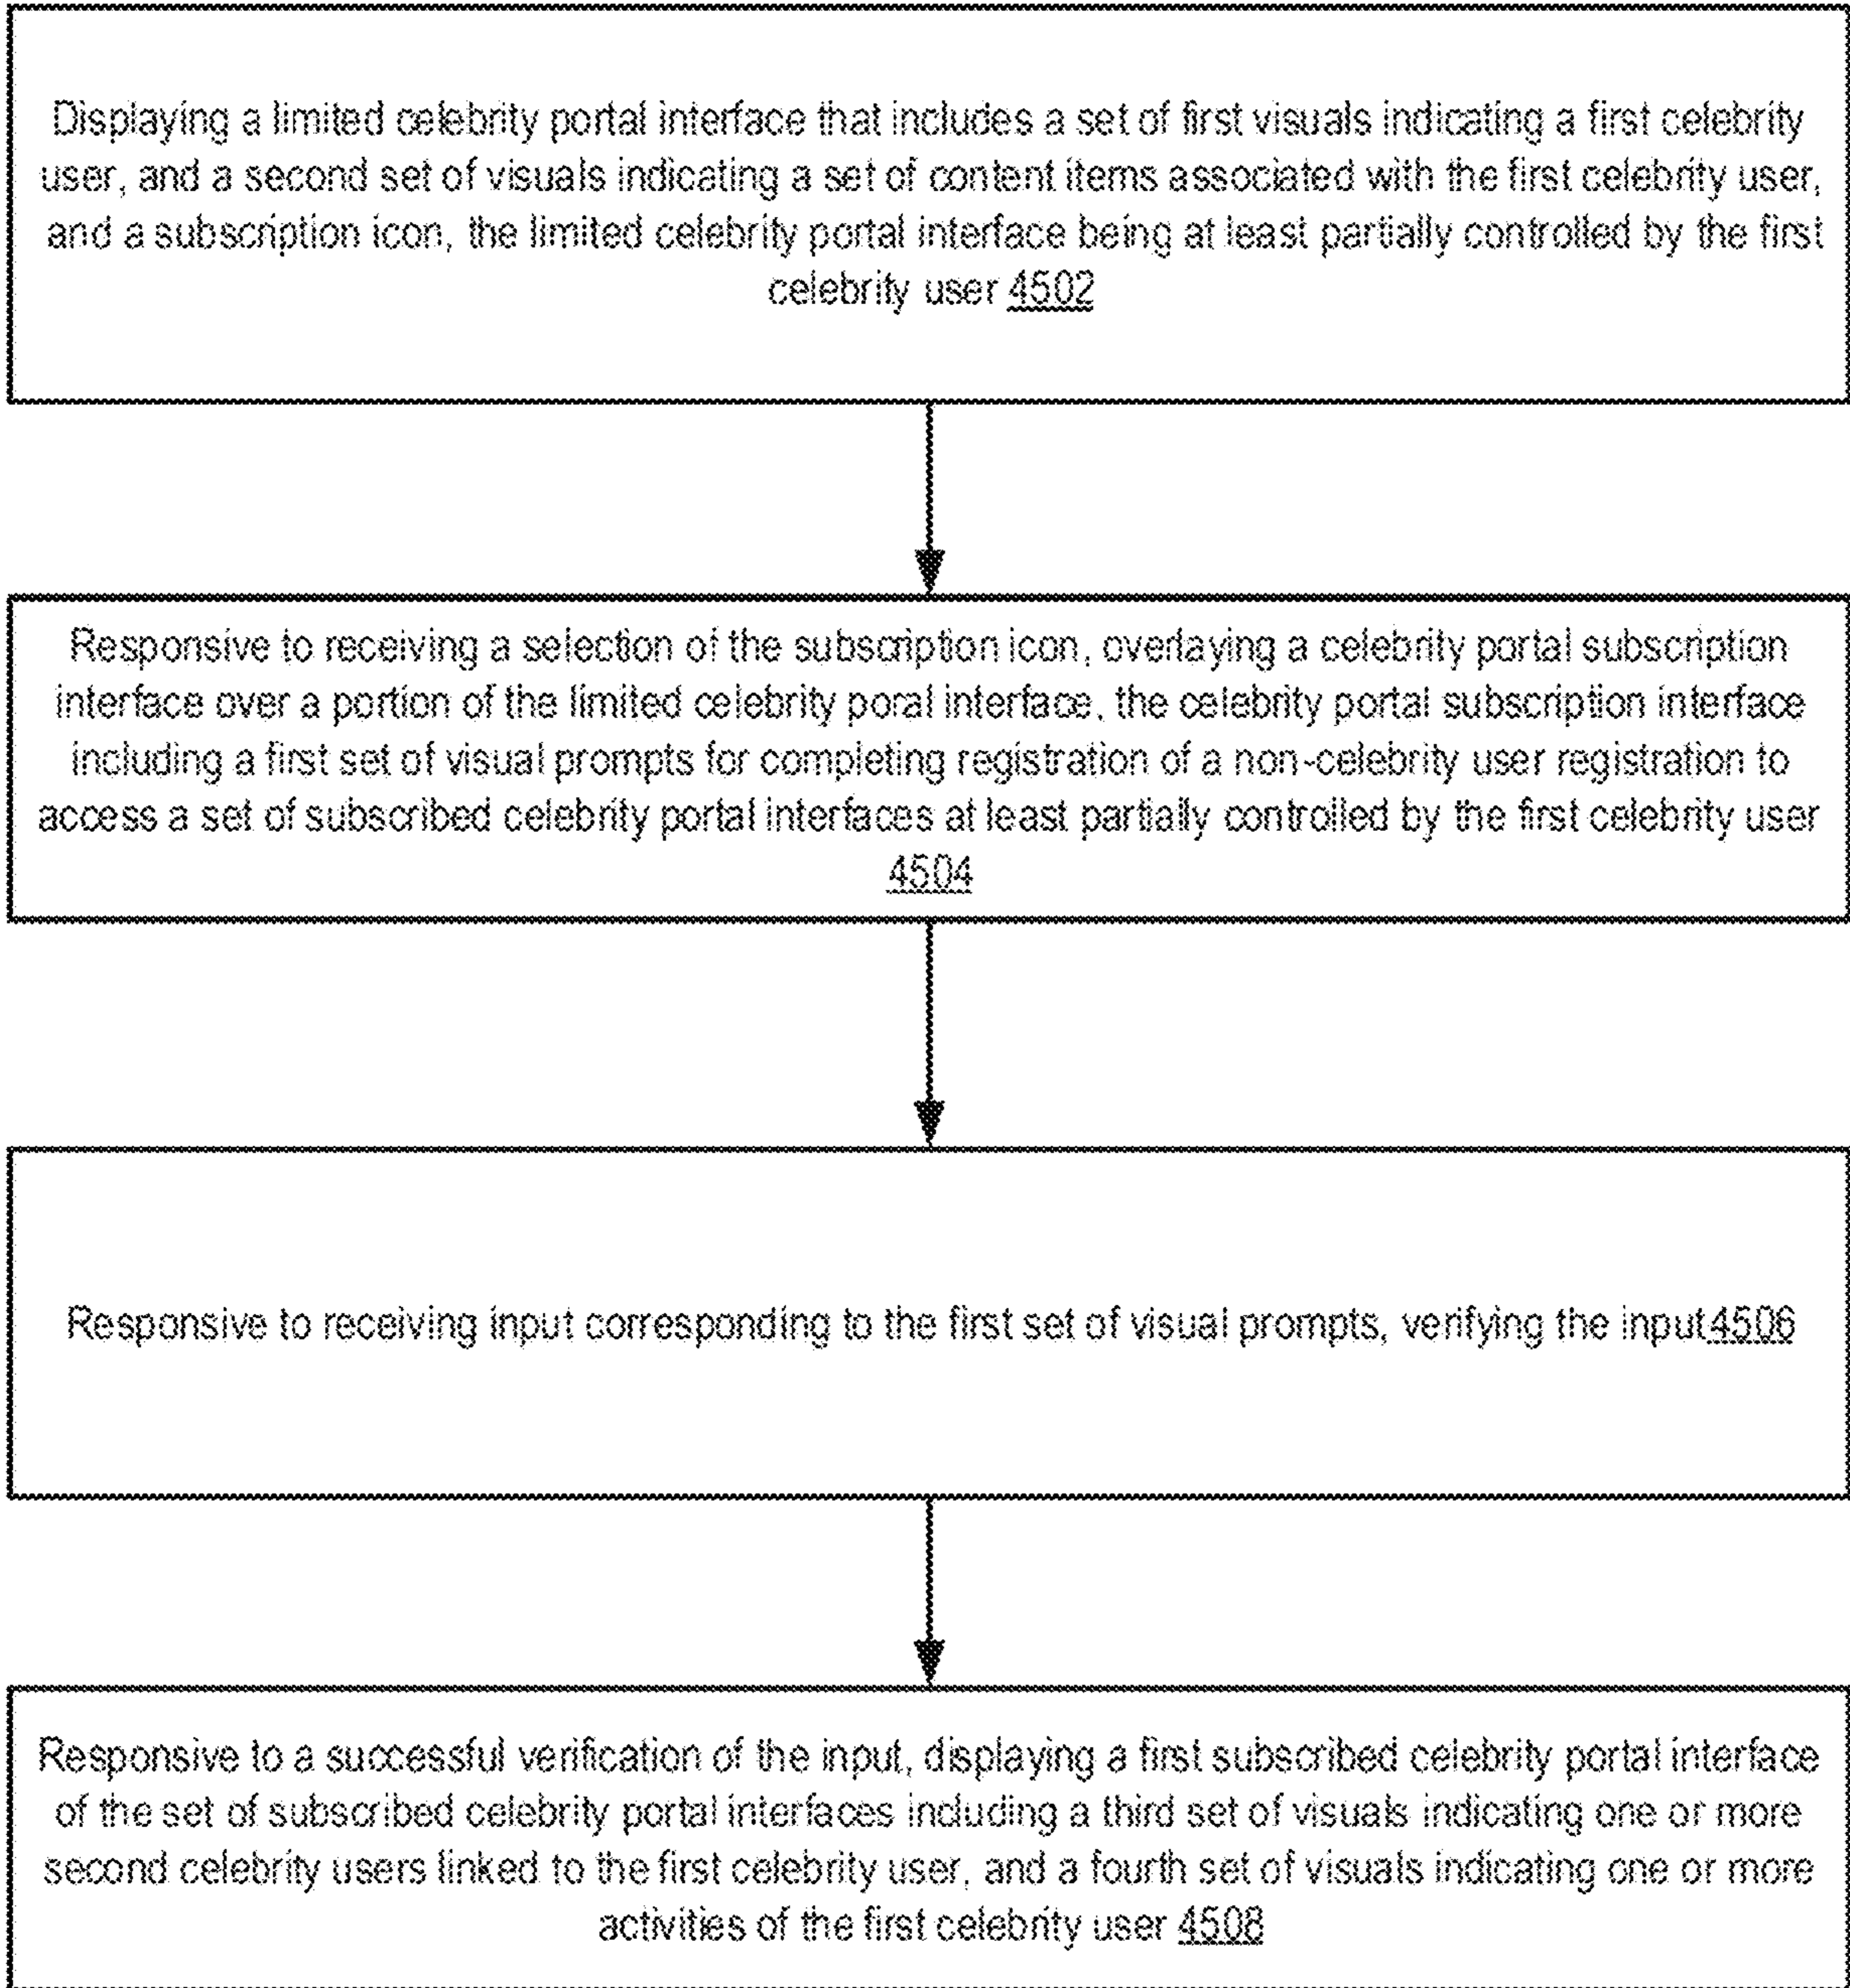 Displaying a limited celebrity portal interface that includes a set of first visuals indicating a first celebrity
user, and a second set of visuals indicating a set of content items associated with the first celebrity user,
and a subscription icon, the limited celebrity portal interface being at least partially controlled by the first
celebrity user 4502
Responsive to receiving a selection of the subscription icon, overlaying a celebrity portal subscription
interface over a portion of the limited celebrity poral interface, the celebrity portal subscription interface
including a first set of visual prompts for completing registration of a non-celebrity user registration to
access a set of subscribed celebrity portal interfaces at least partially controlled by the first celebrity user
4504
Responsive to receiving input corresponding to the first set of visual prompts, verifying the input4506
Responsive to a successful verification of the input, displaying a first subscribed celebrity portal interface
of the set of subscribed celebrity portal interfaces including a third set of visuals indicating one or more
second celebrity users linked to the first celebrity user, and a fourth set of visuals indicating one or more
activities of the first celebrity user 4508